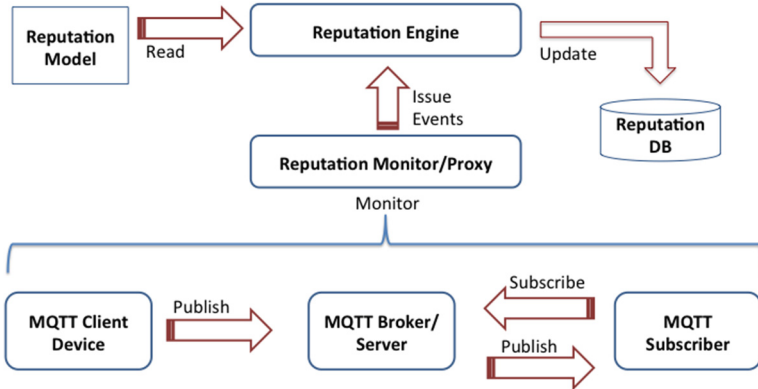 Reputation
Model
Read
Reputation Engine
Update
Issue
Events
Reputation
DB
Reputation Monitor/Proxy
Monitor
MQTT Client
Device
Publish
MQTT Broker/
Server
Subscribe
Publish
MQTT
Subscriber